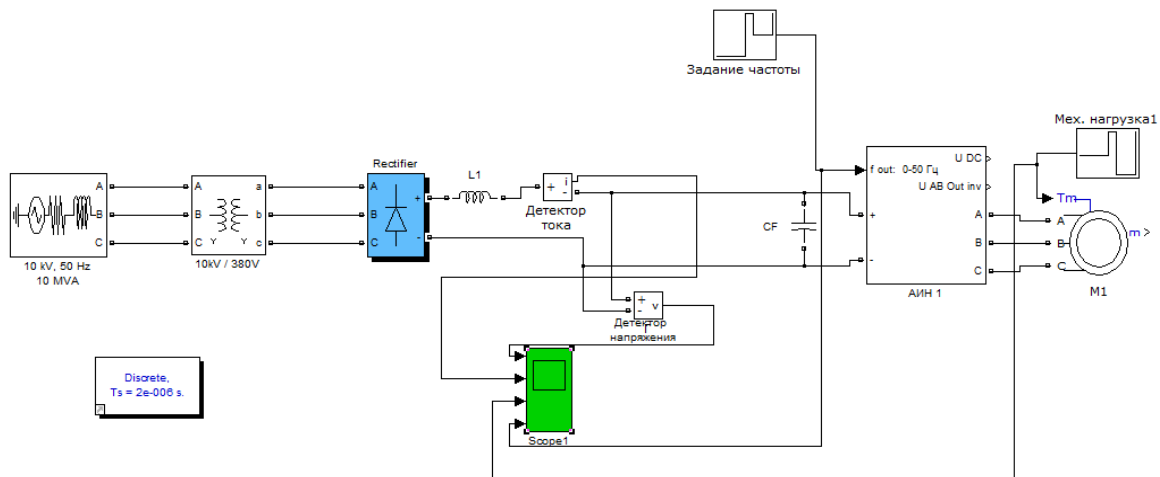 Задание частоты
Мех. нагрузка1
Rectifier
L1
i
+
-
Детектор
тока
A
B
C
10 kV, 50 Hz
10 MVA
A
B
C
a
b
c
Y
Y
10kV / 380V
A
B
C
+
-
CF
f out: 0-50 Гц
U DC
U AB Out inv
+
-
A
B
C
АИН 1
Tm
A
B
C
m
M1
+
-
v
Детектор
напряжения
1
Discrete,
Ts = 2e-006 s.
Scope1